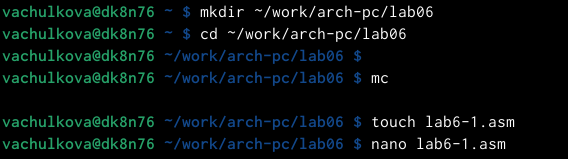 vachulkova@dk8n76 ~ $ mkdir ~/work/arch-pc/lab06
vachulkova@dk8n76 ~ $ cd ~/work/arch-pc/lab06
vachulkova@dk8n76 ~/work/arch-pc/lab06 $
vachulkova@dk8n76 ~/work/arch-pc/lab06 $ mc
vachulkova@dk8n76 ~/work/arch-pc/lab06 $ touch lab6-1.asm
vachulkova@dk8n76 ~/work/arch-pc/lab06 $ nano lab6-1.asm